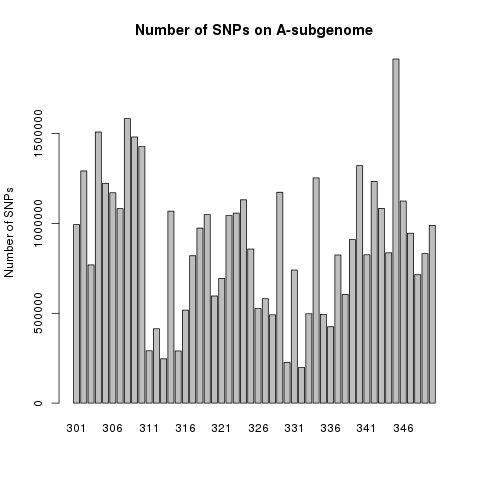 Number of SNPs on A-subgenome
Number of SNPs
1500000
1000000
500000
0
301 306 311 316 321 326 331 336 341 346